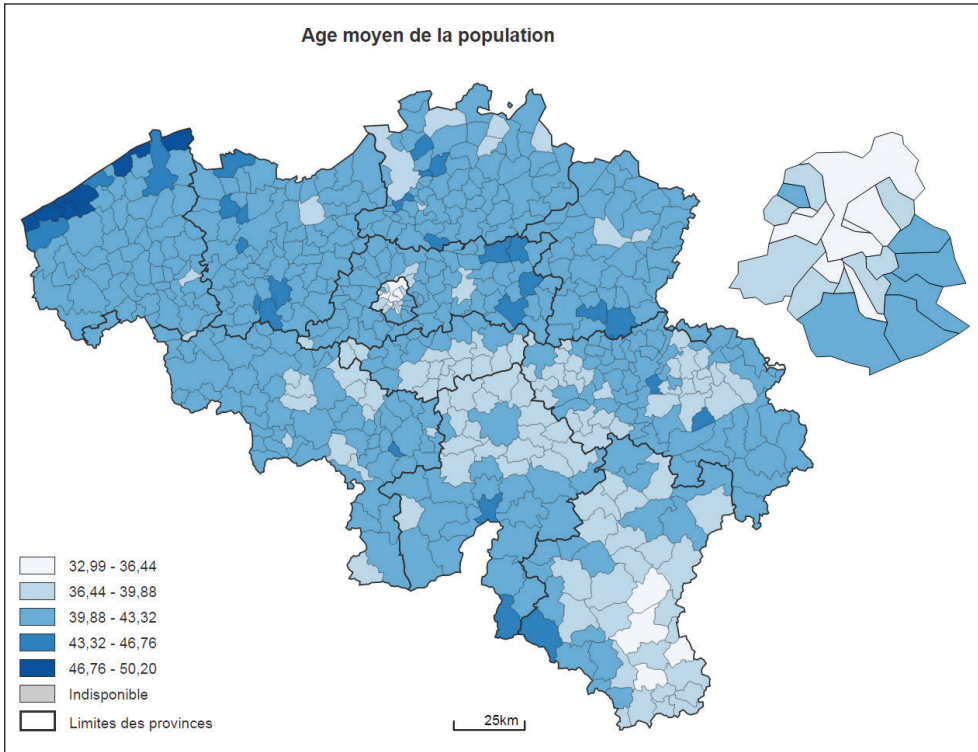 Age moyen de la population
32,99 - 36,44
36,44 - 39,88
39,88 - 43,32
43,32 - 46,76
46,76 - 50,20
Indisponible
Limites des provinces
25km